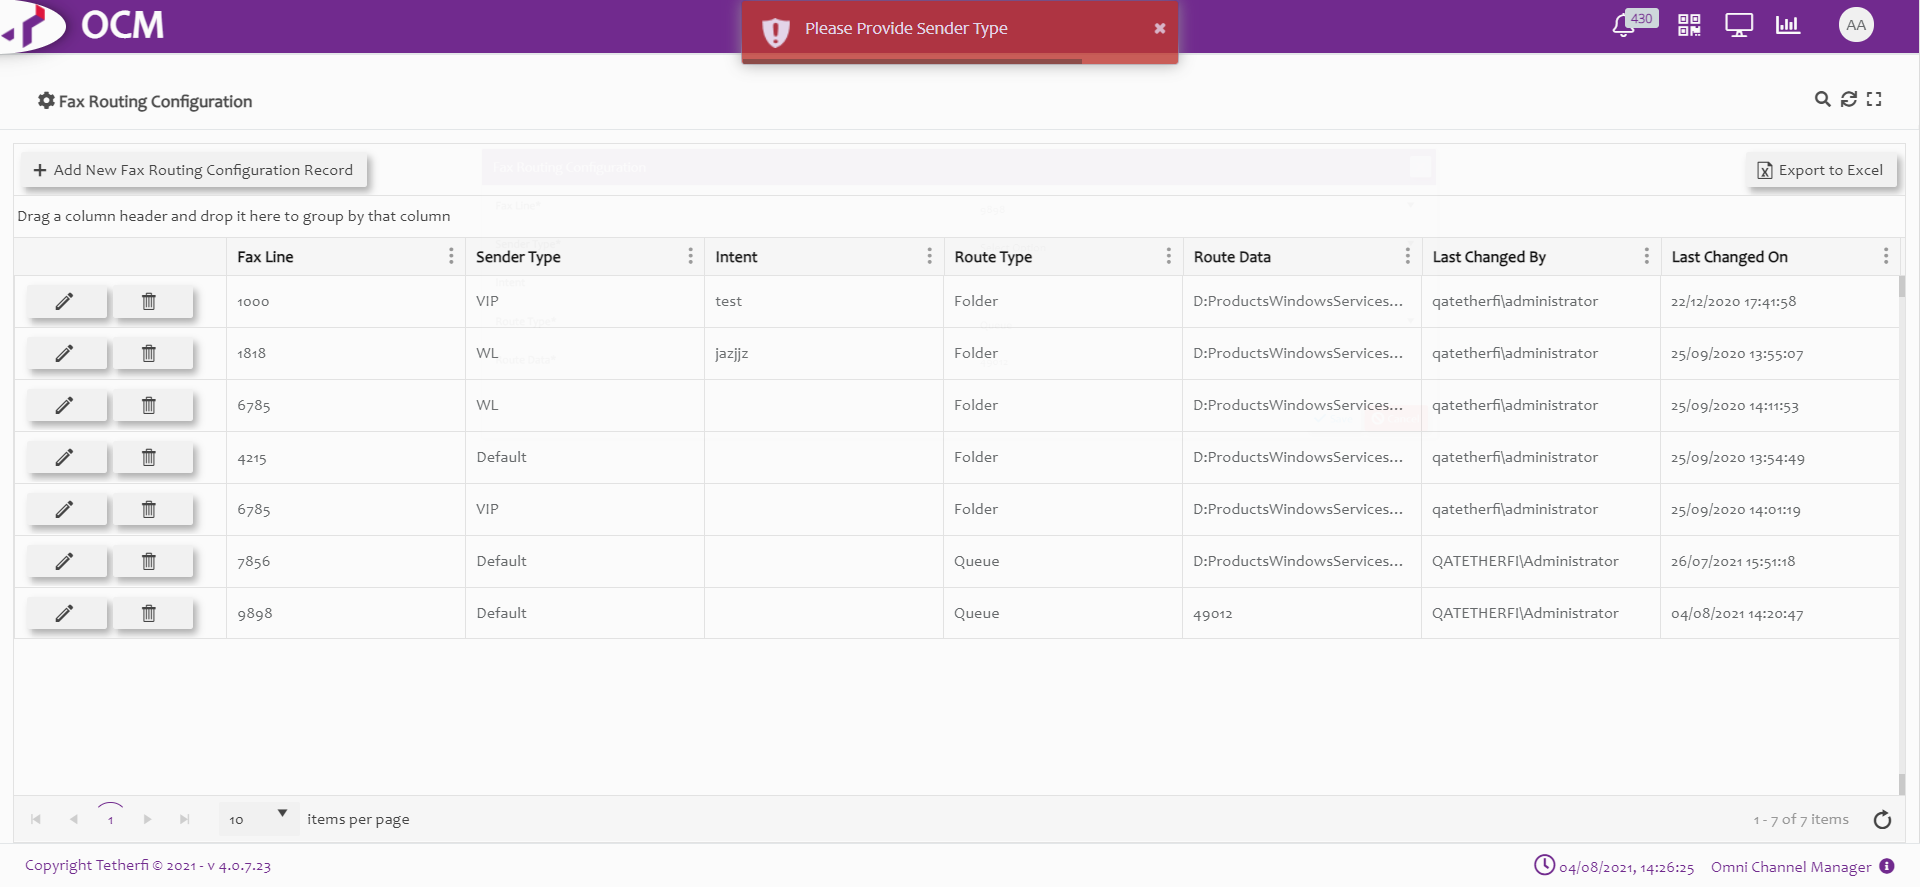 OCM
Please Provide Sender Type
430
AA
Fax Routing Configuration
Add New Fax Routing Configuration Record
Export to Excel
Drag a column header and drop it here to group by that column
Fax Line Sender Type Intent Route Type Route Data Last Changed By Last Changed On
1000 VIP test Folder D:ProductsWindowsServices... qatetherfi\administrator 22/12/2020 17:41:58
1818 WL jazjjz Folder D:ProductsWindowsServices... qatetherfi\administrator 25/09/2020 13:55:07
6785 WL Folder D:ProductsWindowsServices... qatetherfi\administrator 25/09/2020 14:11:53
4215 Default Folder D:ProductsWindowsServices... qatetherfi\administrator 25/09/2020 13:54:49
6785 VIP Folder D:ProductsWindowsServices... qatetherfi\administrator 25/09/2020 14:01:19
7856 Default Queue D:ProductsWindowsServices... QATETHERFI\Administrator 26/07/2021 15:51:18
9898 Default Queue 49012 QATETHERFI\Administrator 04/08/2021 14:20:47
1 10 items per page 1 - 7 of 7 items
Copyright Tetherfi © 2021 - v 4.0.7.23 04/08/2021, 14:26:25 Omni Channel Manager